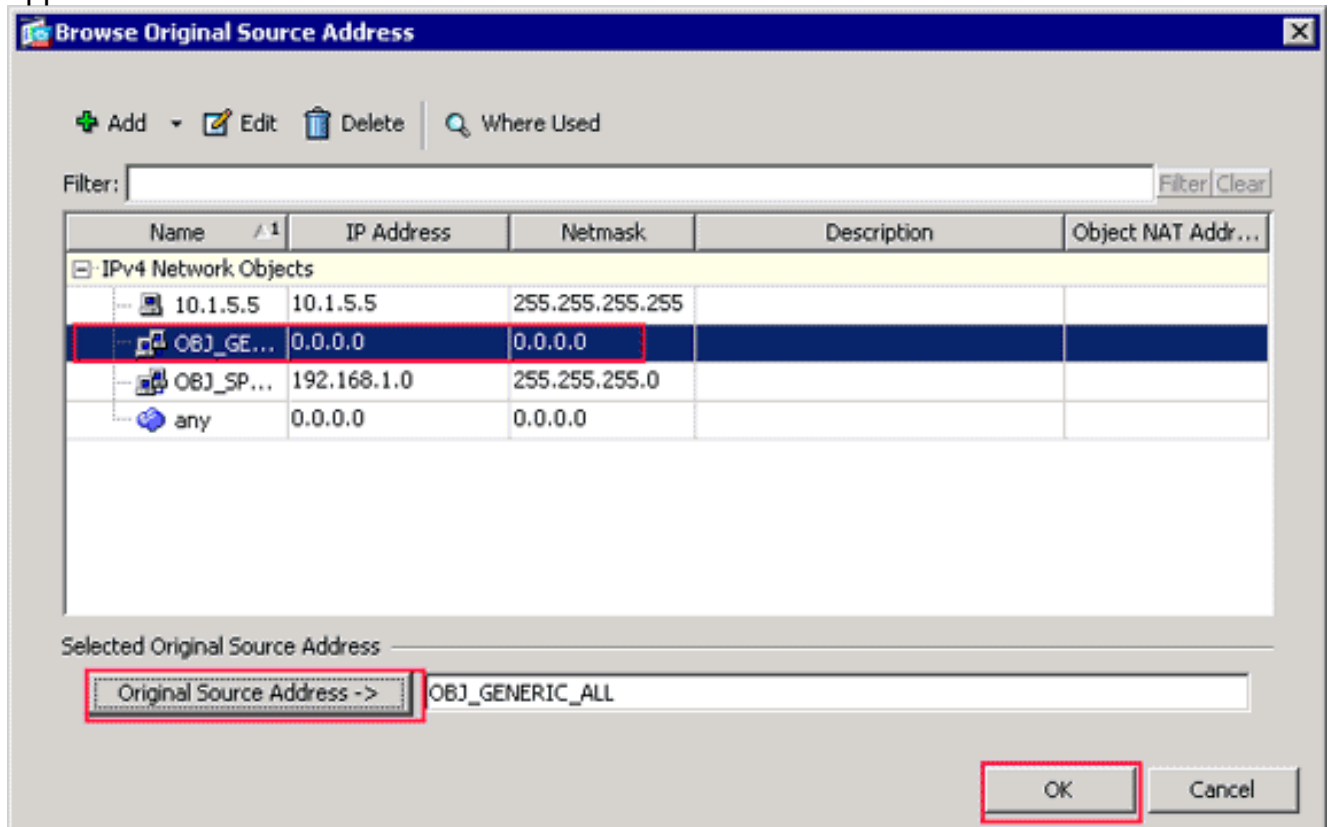 Browse Original Source Address
Add Edit Delete Where Used
Filter: Filter Clear
Name 1 IP Address Netmask Description Object NAT Addr...
IPv4 Network Objects
10.1.5.5 10.1.5.5 255.255.255.255
OBJ_GE... 0.0.0.0 0.0.0.0
OBJ_SP... 192.168.1.0 255.255.255.0
any 0.0.0.0 0.0.0.0
Selected Original Source Address
Original Source Address -> OBJ_GENERIC_ALL
OK Cancel